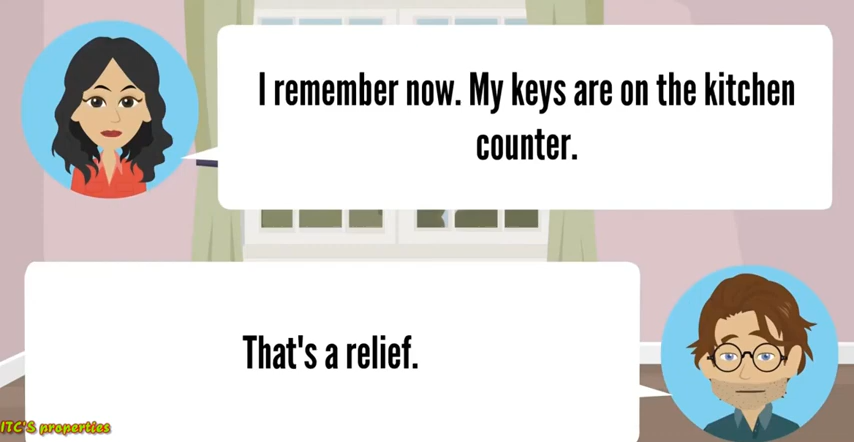 I remember now. My keys are on the kitchen
counter.
That's a relief.
ITC'S properties